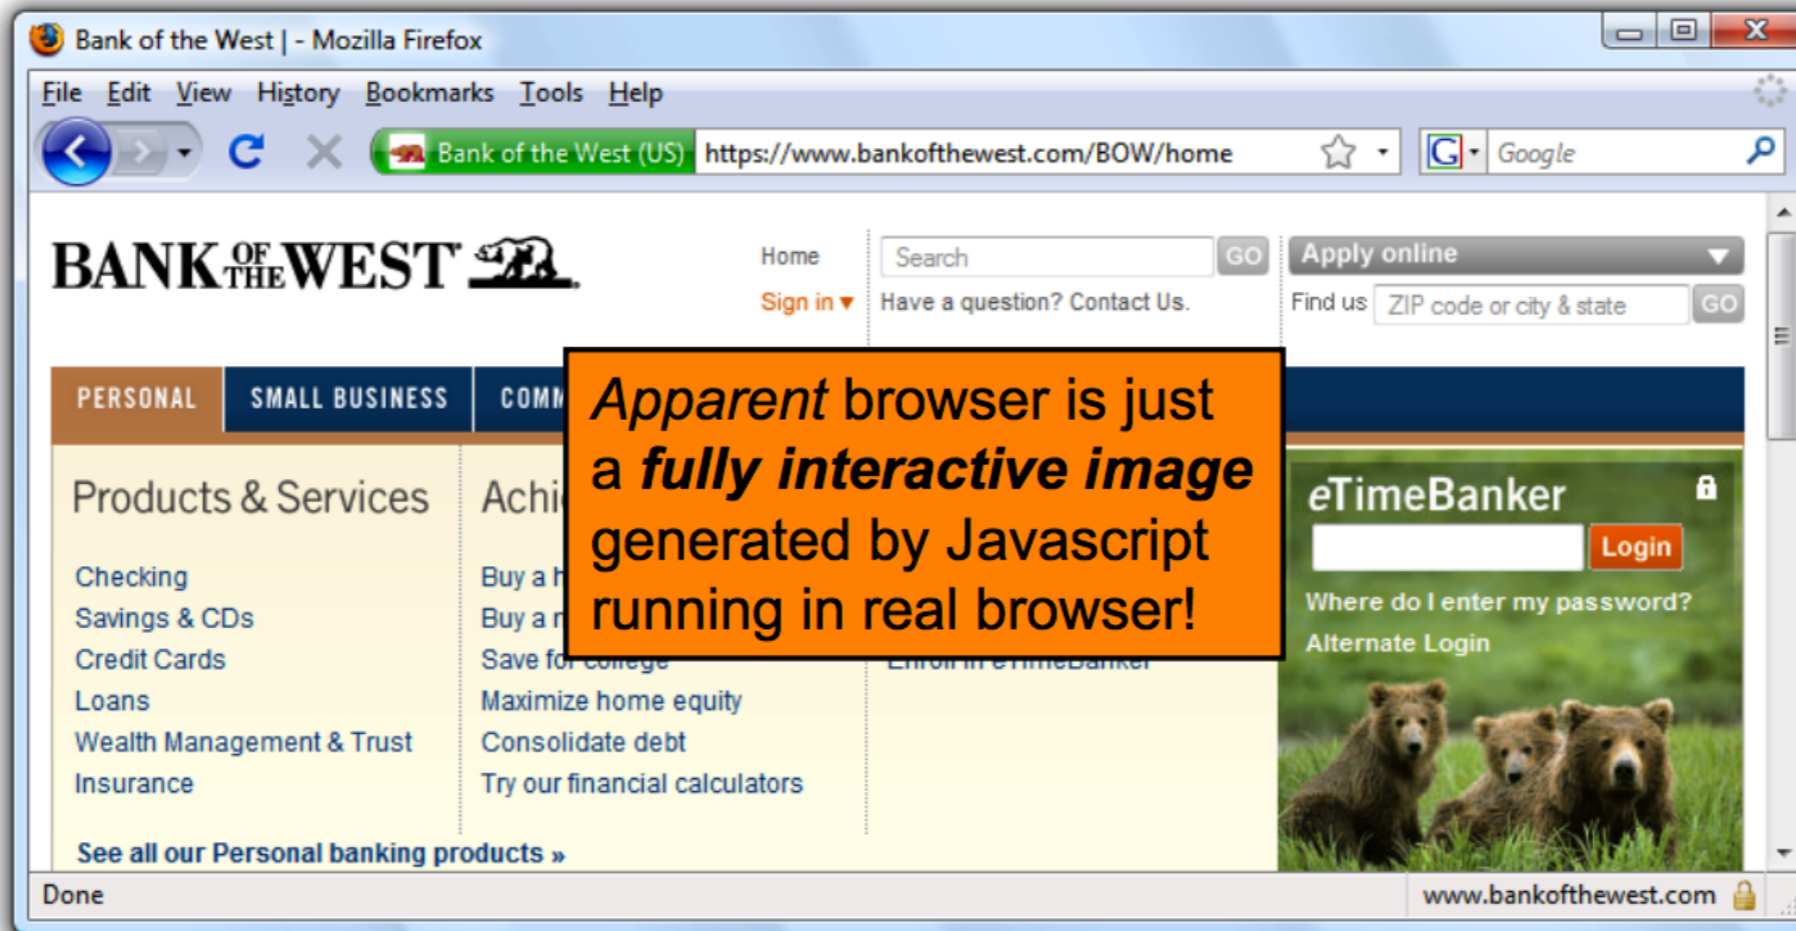 Bank of the West | - Mozilla Firefox
File Edit View History Bookmarks Tools Help
Bank of the West (US) https://www.bankofthewest.com/BOW/home Google
BANK OF THE WEST
Home Search GO Apply online
Sign in ▾ Have a question? Contact Us. Find us ZIP code or city & state GO
PERSONAL SMALL BUSINESS COMM
Apparent browser is just
a fully interactive image
generated by Javascript
running in real browser!
Products & Services
Checking
Savings & CDs
Credit Cards
Loans
Wealth Management & Trust
Insurance
See all our Personal banking products »
Achi
Buy a h
Buy a
Save for college
Maximize home equity
Consolidate debt
Try our financial calculators
Enroll in eTimeBanker
eTimeBanker
Login
Where do I enter my password?
Alternate Login
Done www.bankofthewest.com